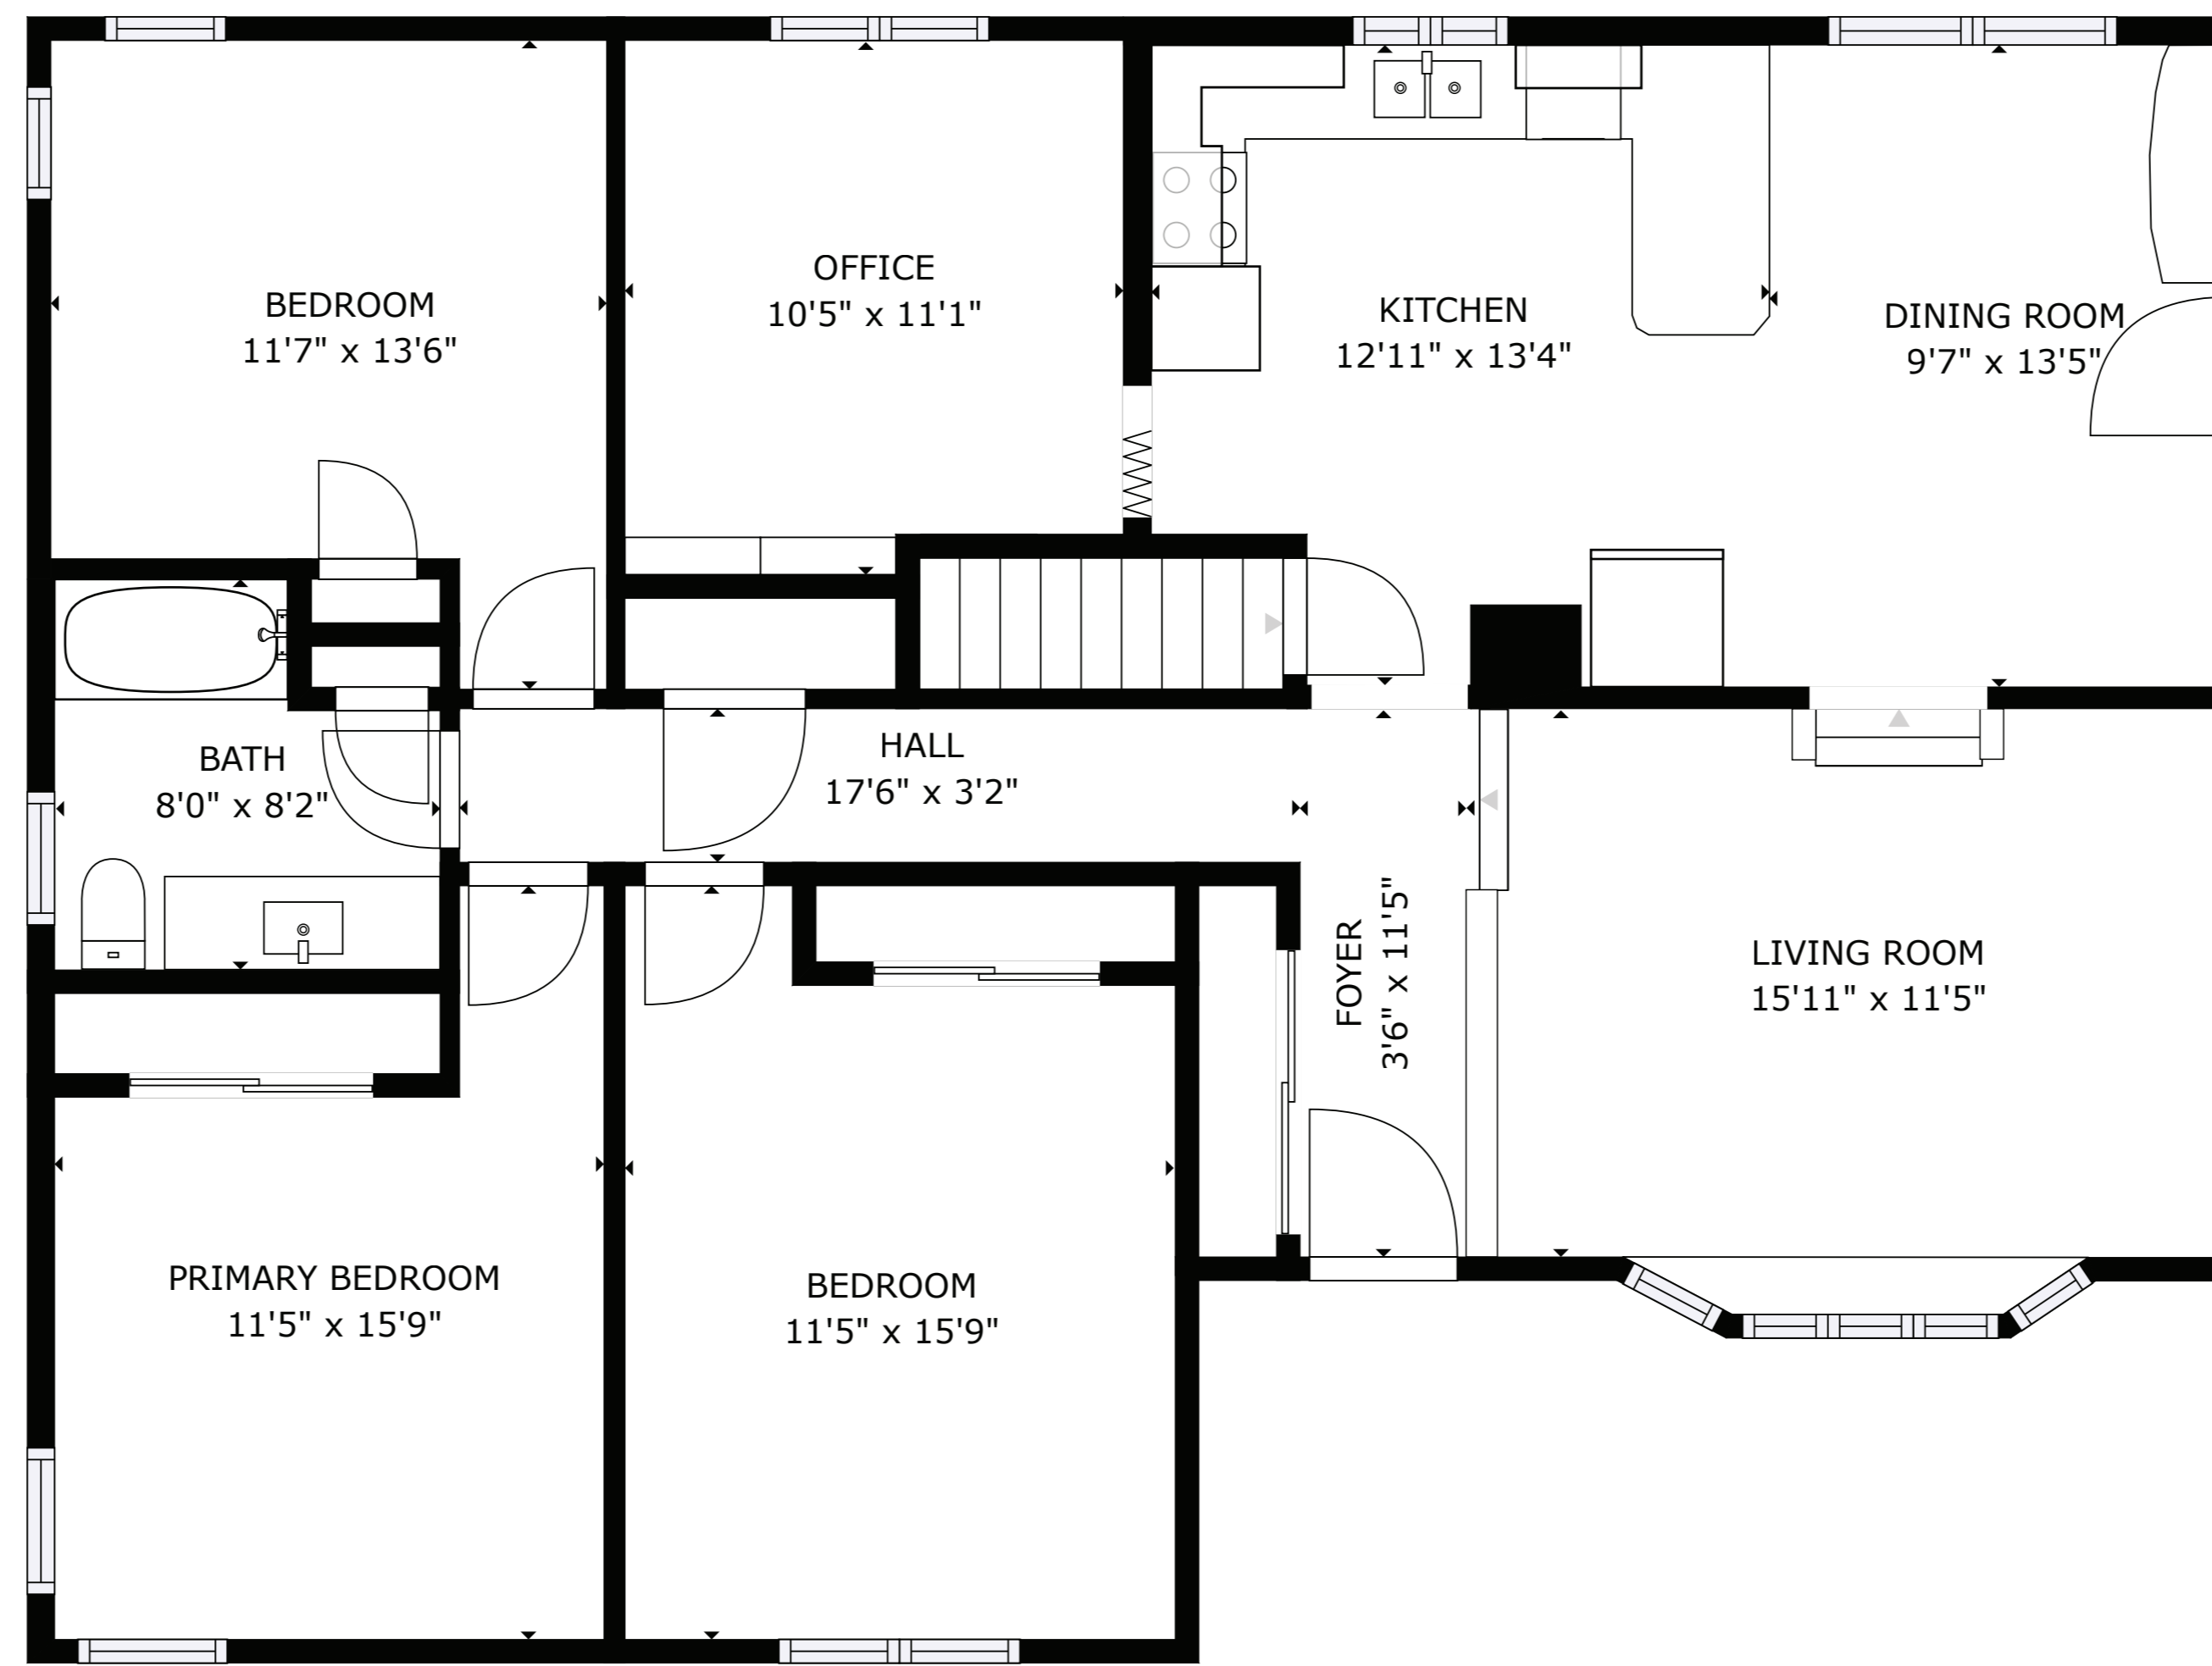 BEDROOM
11'7" x 13'6"
OFFICE
10'5" x 11'1"
KITCHEN
12'11" x 13'4"
DINING ROOM
9'7" x 13'5"
BATH
8'0" x 8'2"
HALL
17'6" x 3'2"
FOYER
3'6" x 11'5"
LIVING ROOM
15'11" x 11'5"
PRIMARY BEDROOM
11'5" x 15'9"
BEDROOM
11'5" x 15'9"